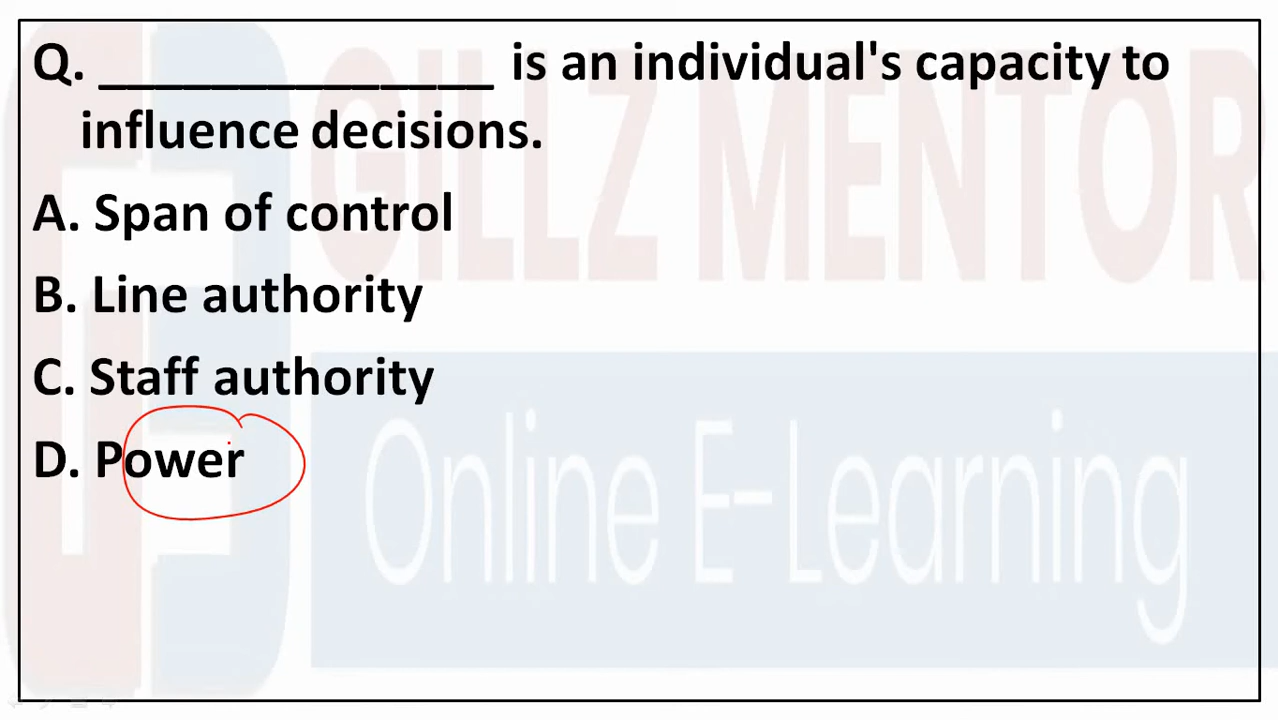 Q. ______________ is an individual's capacity to
influence decisions.
A. Span of control
B. Line authority
C. Staff authority
D. Power
GILLZ MENTOR
Online E-Learning